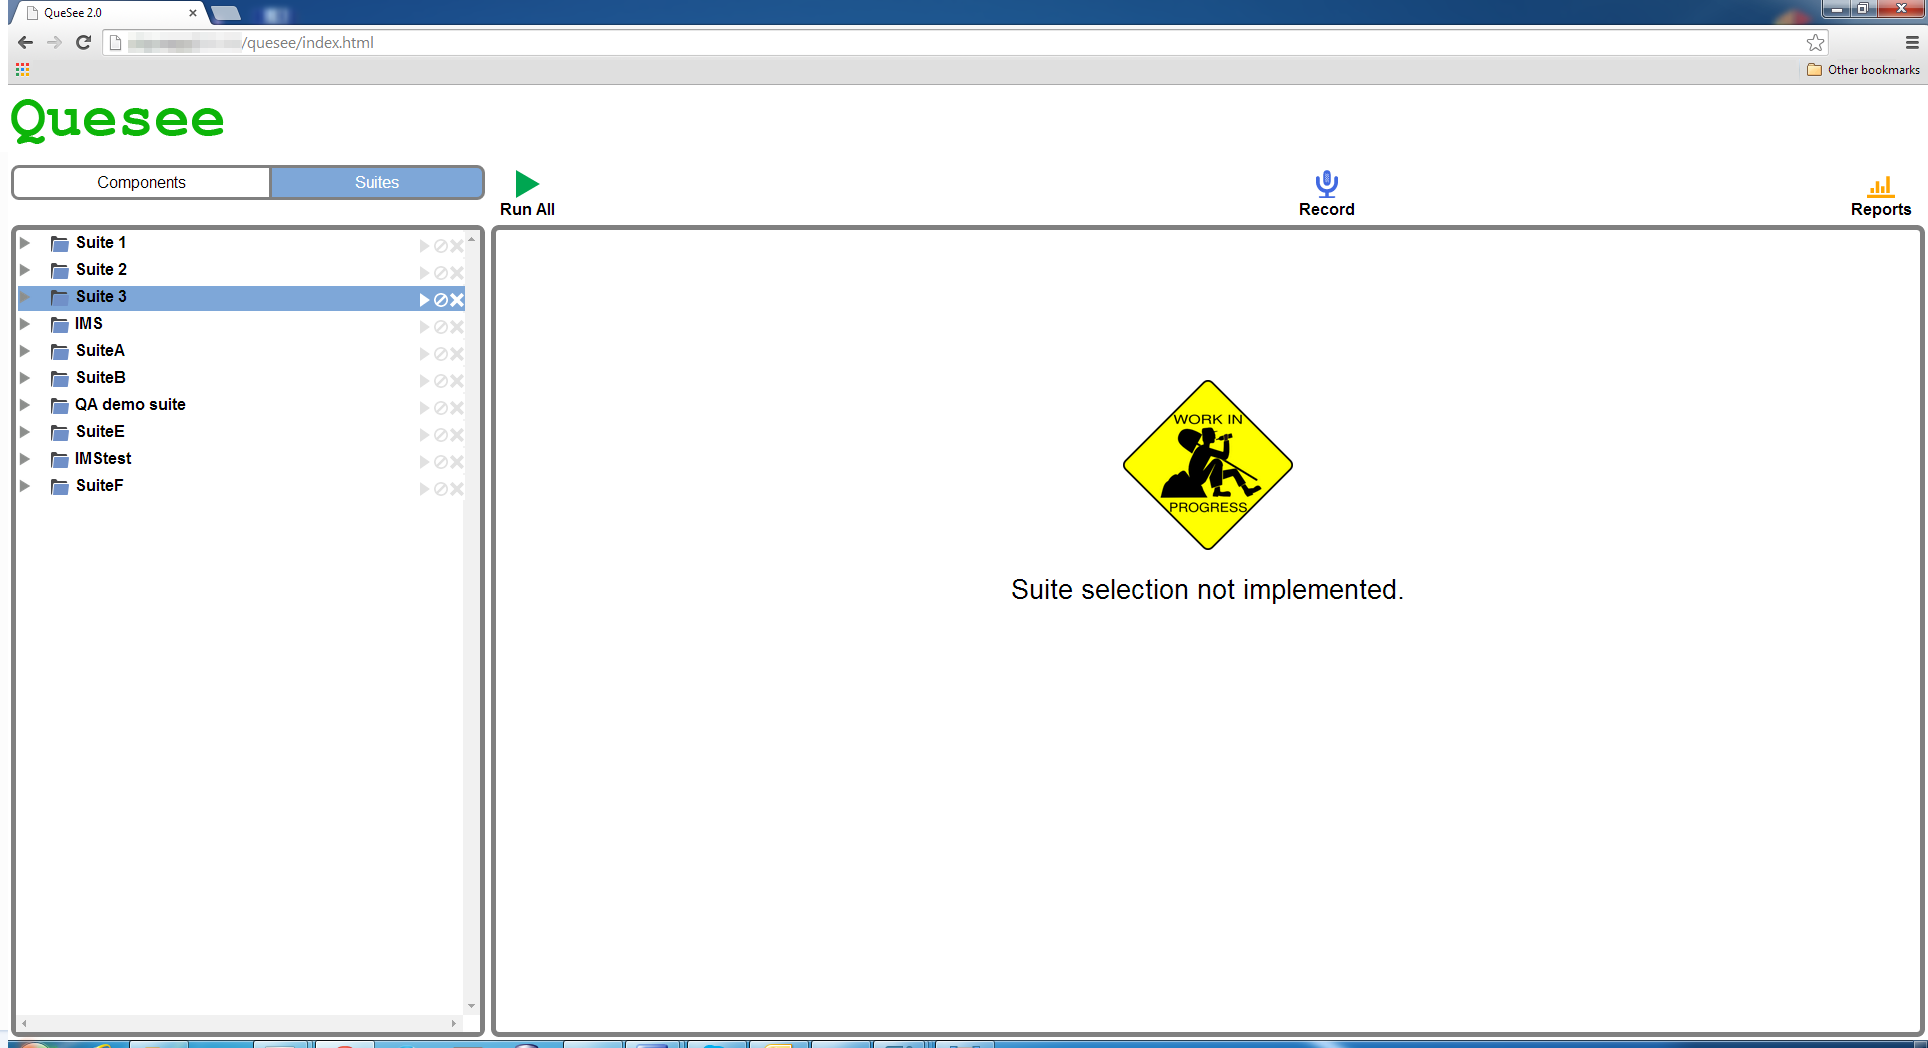 QueSee 2.0
/quesee/index.html
Other bookmarks
Quesee
Components Suites
Run All
Record
Reports
Suite 1
Suite 2
Suite 3
IMS
SuiteA
SuiteB
QA demo suite
SuiteE
IMStest
SuiteF
WORK IN
PROGRESS
Suite selection not implemented.